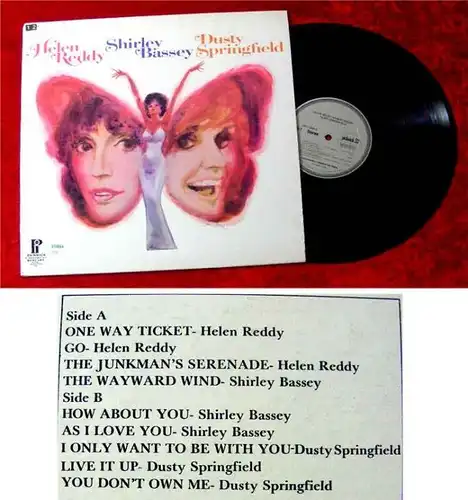 Helen Reddy
Shirley Bassey
Dusty Springfield
STEREO
Side A
ONE WAY TICKET- Helen Reddy
GO- Helen Reddy
THE JUNKMAN'S SERENADE- Helen Reddy
THE WAYWARD WIND- Shirley Bassey
Side B
HOW ABOUT YOU- Shirley Bassey
AS I LOVE YOU- Shirley Bassey
I ONLY WANT TO BE WITH YOU-Dusty Springfield
LIVE IT UP- Dusty Springfield
YOU DON'T OWN ME- Dusty Springfield